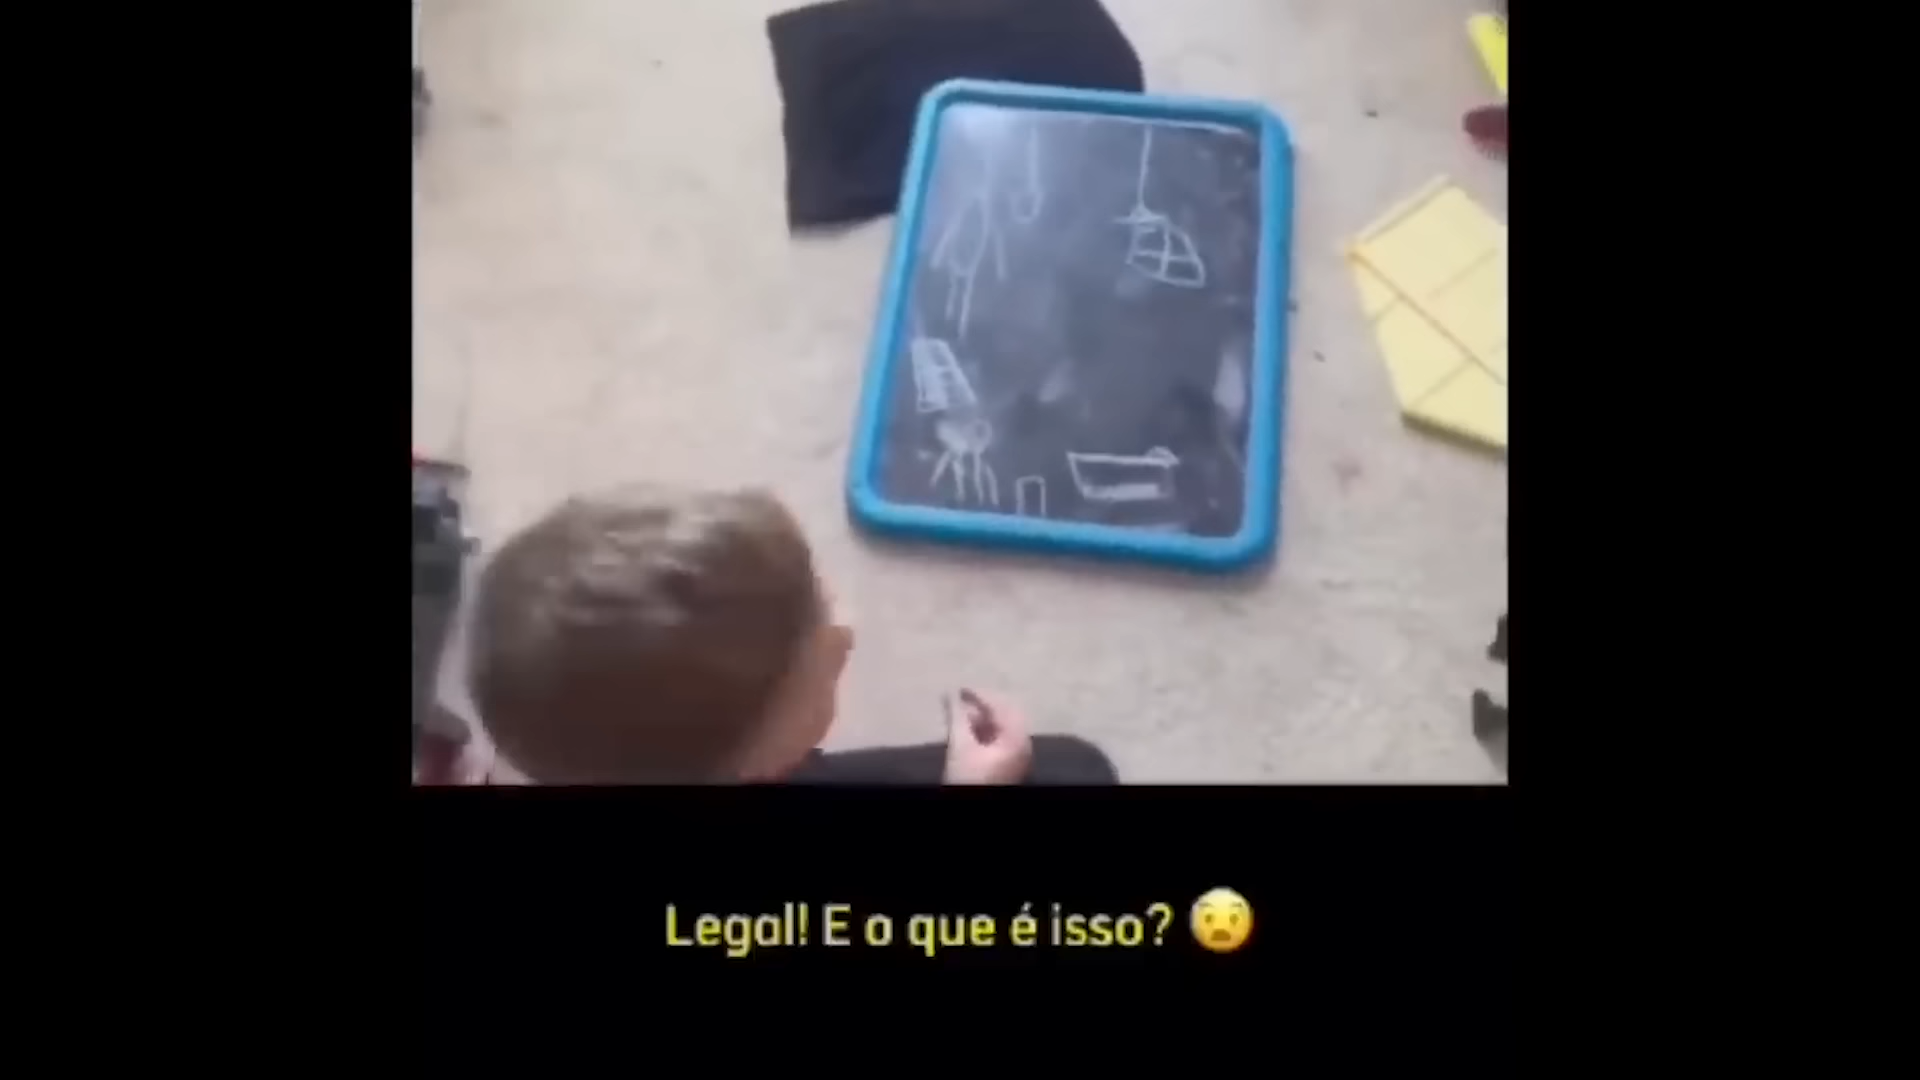 Legal! E o que é isso? 😧